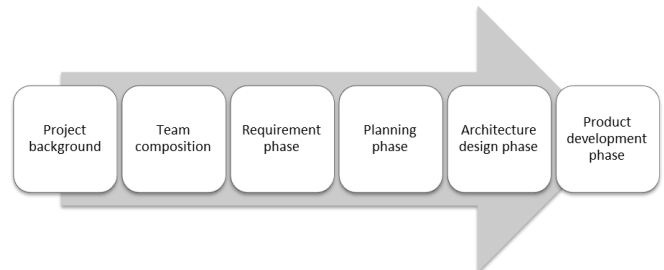 Project
background
Team
composition
Requirement
phase
Planning
phase
Architecture
design phase
Product
development
phase